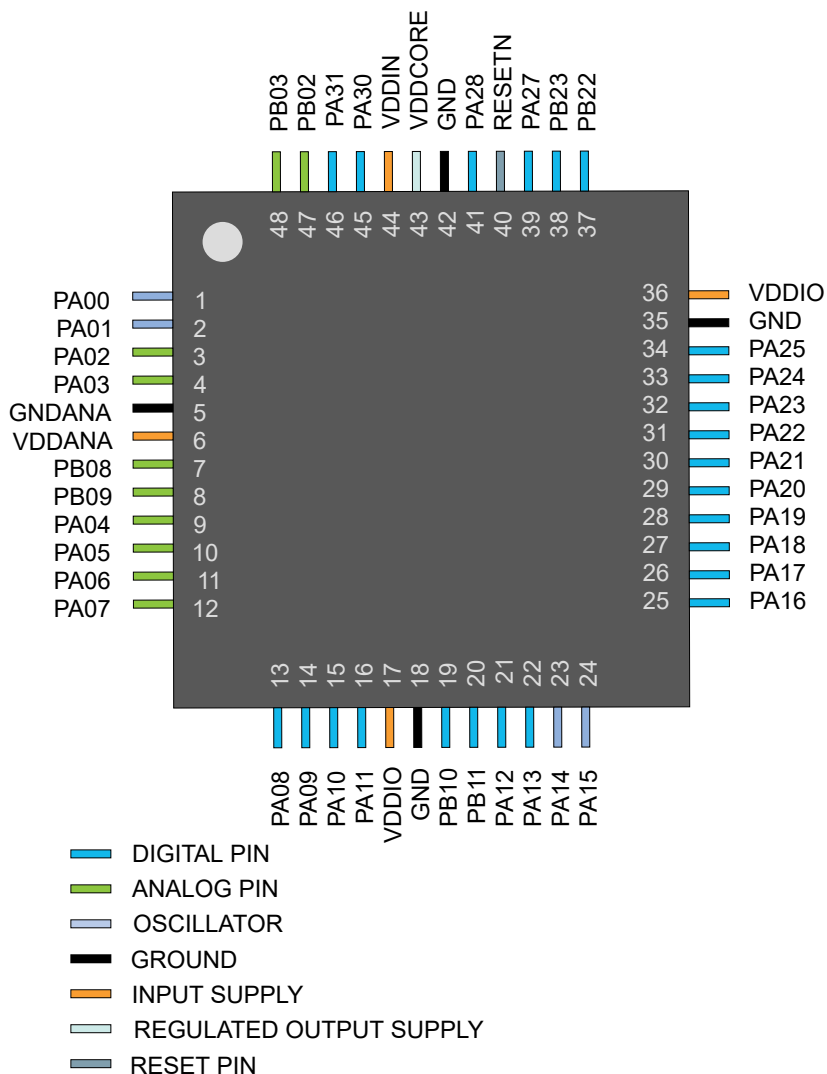 PB03
PB02
PA31
PA30
VDDIN
VDDCORE
GND
PA28
RESETN
PA27
PB23
PB22
48
47
46
45
44
43
42
41
40
39
38
37
PA00 1
PA01 2
PA02 3
PA03 4
GNDANA 5
VDDANA 6
PB08 7
PB09 8
PA04 9
PA05 10
PA06 11
PA07 12
36 VDDIO
35 GND
34 PA25
33 PA24
32 PA23
31 PA22
30 PA21
29 PA20
28 PA19
27 PA18
26 PA17
25 PA16
13
14
15
16
17
18
19
20
21
22
23
24
PA08
PA09
PA10
PA11
VDDIO
GND
PB10
PB11
PA12
PA13
PA14
PA15
DIGITAL PIN
ANALOG PIN
OSCILLATOR
GROUND
INPUT SUPPLY
REGULATED OUTPUT SUPPLY
RESET PIN